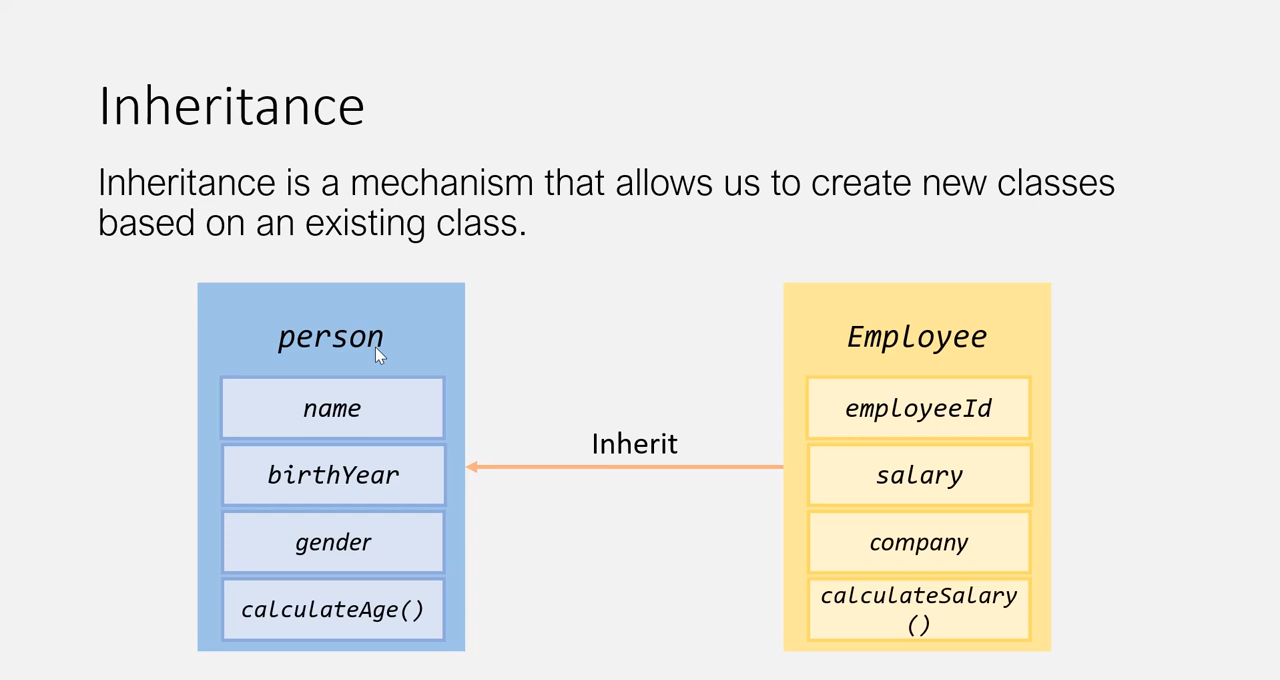 Inheritance
Inheritance is a mechanism that allows us to create new classes
based on an existing class.
person
name
birthYear
gender
calculateAge()
Inherit
Employee
employeeId
salary
company
calculateSalary
()